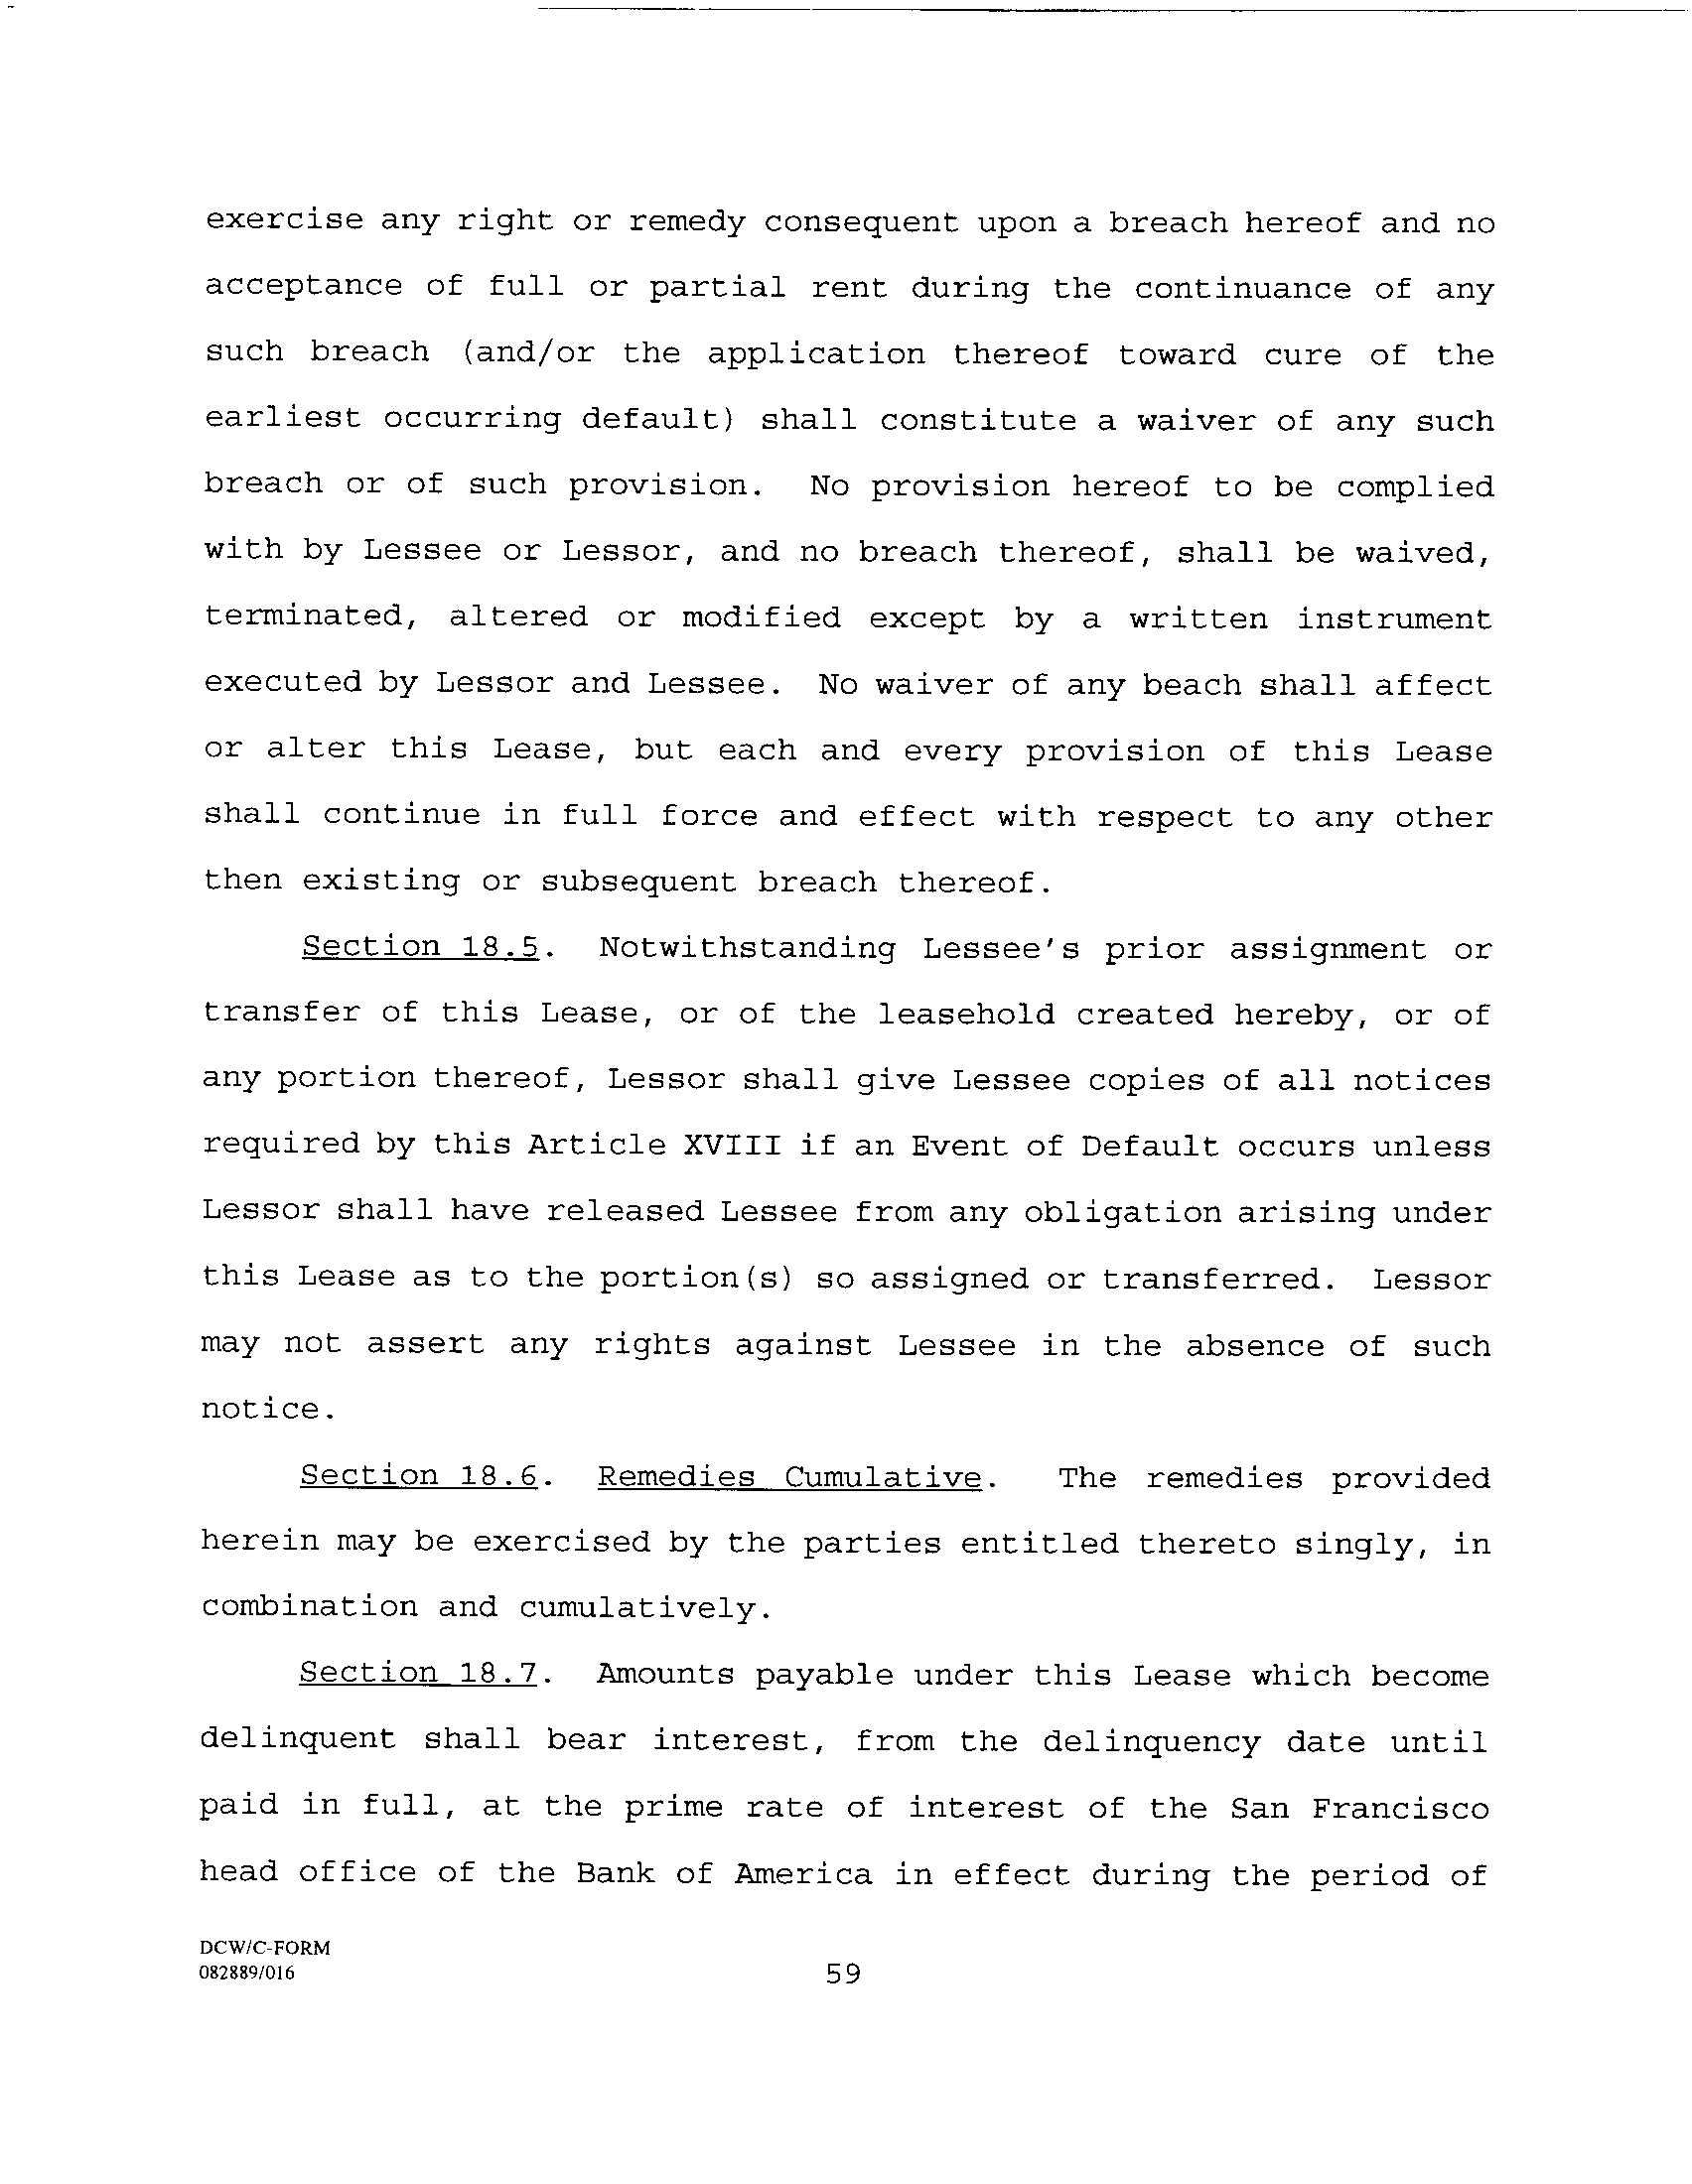 exercise any right or remedy consequent upon a breach hereof and no
acceptance of full or partial rent during the continuance of any
such breach (and/or the application thereof toward cure of the
earliest occurring default) shall constitute a waiver of any such
breach or of such provision. No provision hereof to be complied
with by Lessee or Lessor, and no breach thereof, shall be waived,
terminated, altered or modified except by a written instrument
executed by Lessor and Lessee. No waiver of any beach shall affect
or alter this Lease, but each and every provision of this Lease
shall continue in full force and effect with respect to any other
then existing or subsequent breach thereof.
Section 18.5. Notwithstanding Lessee's prior assignment or
transfer of this Lease, or of the leasehold created hereby, or of
any portion thereof, Lessor shall give Lessee copies of all notices
required by this Article XVIII if an Event of Default occurs unless
Lessor shall have released Lessee from any obligation arising under
this Lease as to the portion(s) so assigned or transferred. Lessor
may not assert any rights against Lessee in the absence of such
notice.
Section 18.6. Remedies Cumulative. The remedies provided
herein may be exercised by the parties entitled thereto singly, in
combination and cumulatively.
Section 18.7. Amounts payable under this Lease which become
delinquent shall bear interest, from the delinquency date until
paid in full, at the prime rate of interest of the San Francisco
head office of the Bank of America in effect during the period of
DCW/C-FORM
082889/016
59